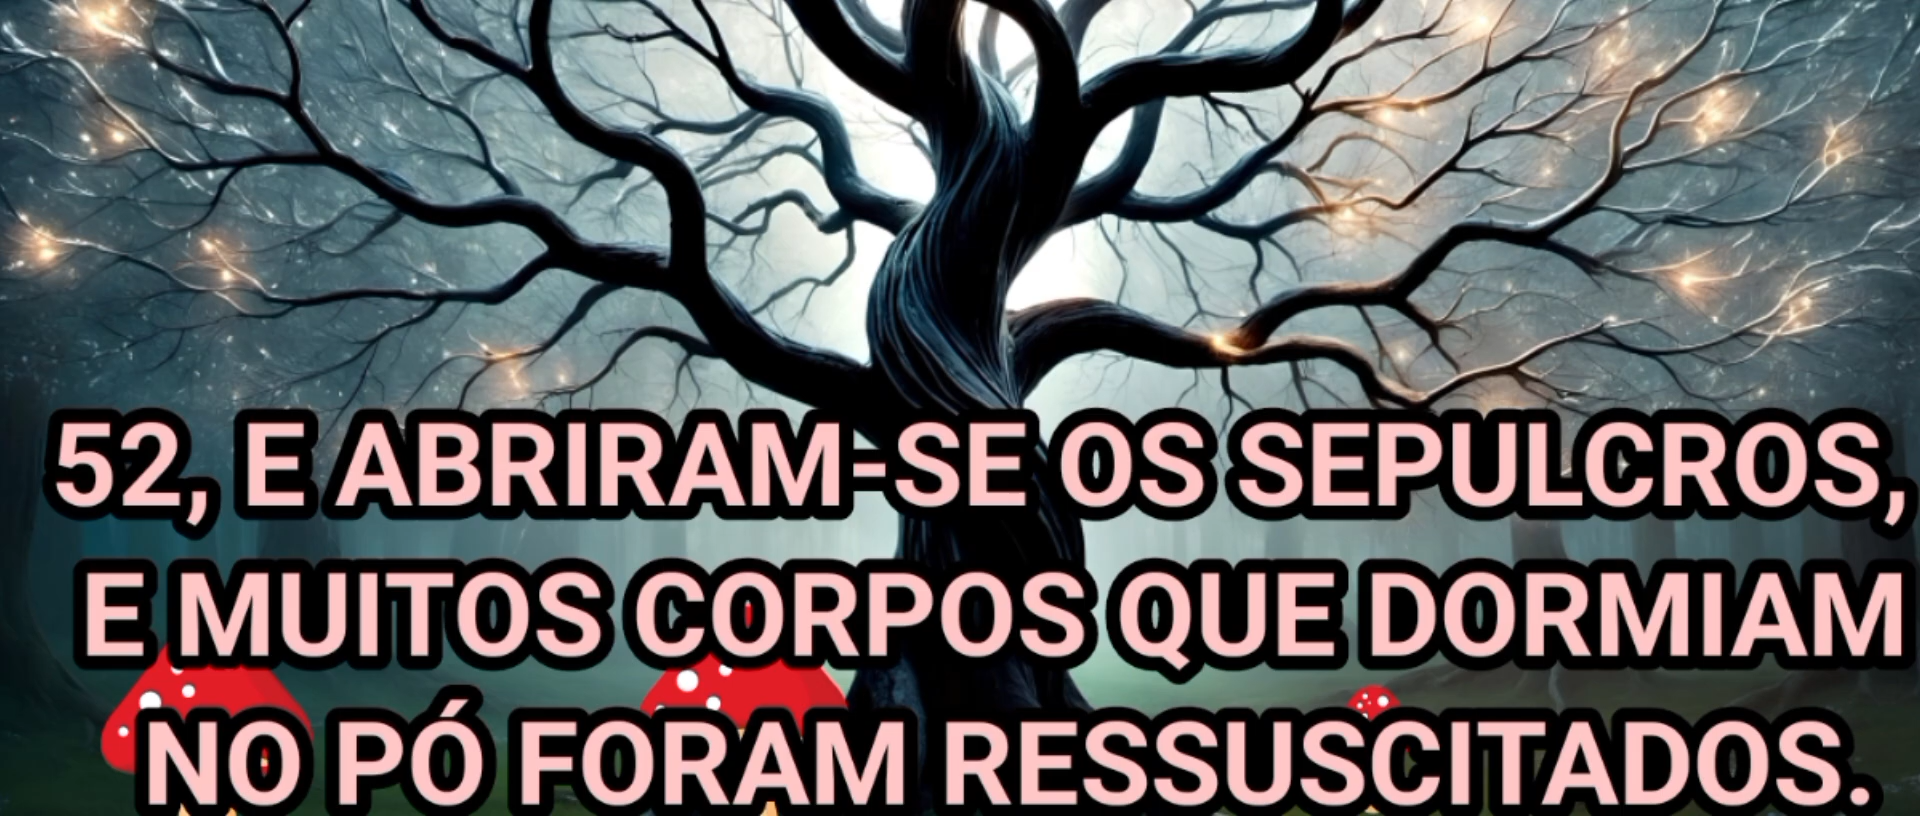 52, E ABRIRAM-SE OS SEPULCROS,
E MUITOS CORPOS QUE DORMIAM
NO PÓ FORAM RESSUSCITADOS.